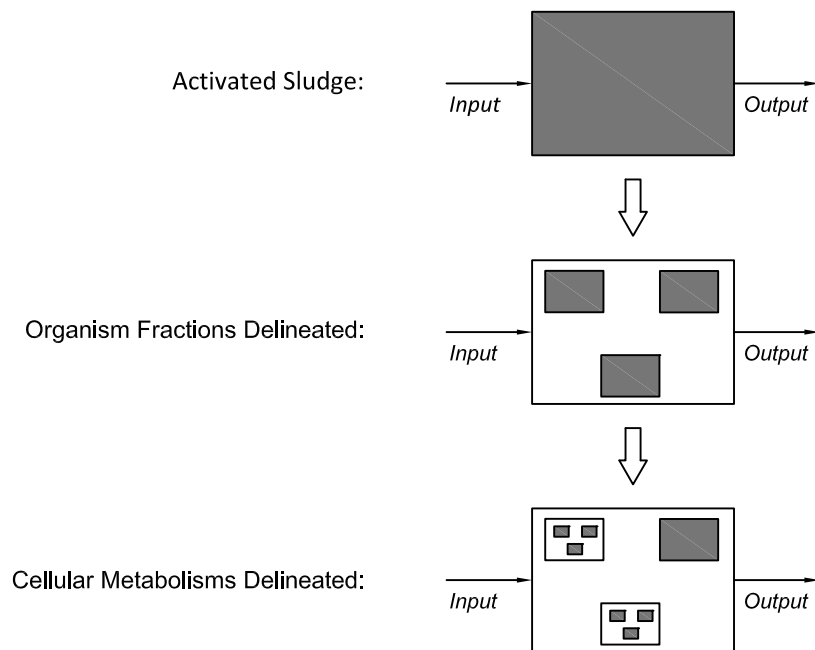 Activated Sludge:
Input
Output
Organism Fractions Delineated:
Input
Output
Cellular Metabolisms Delineated:
Input
Output